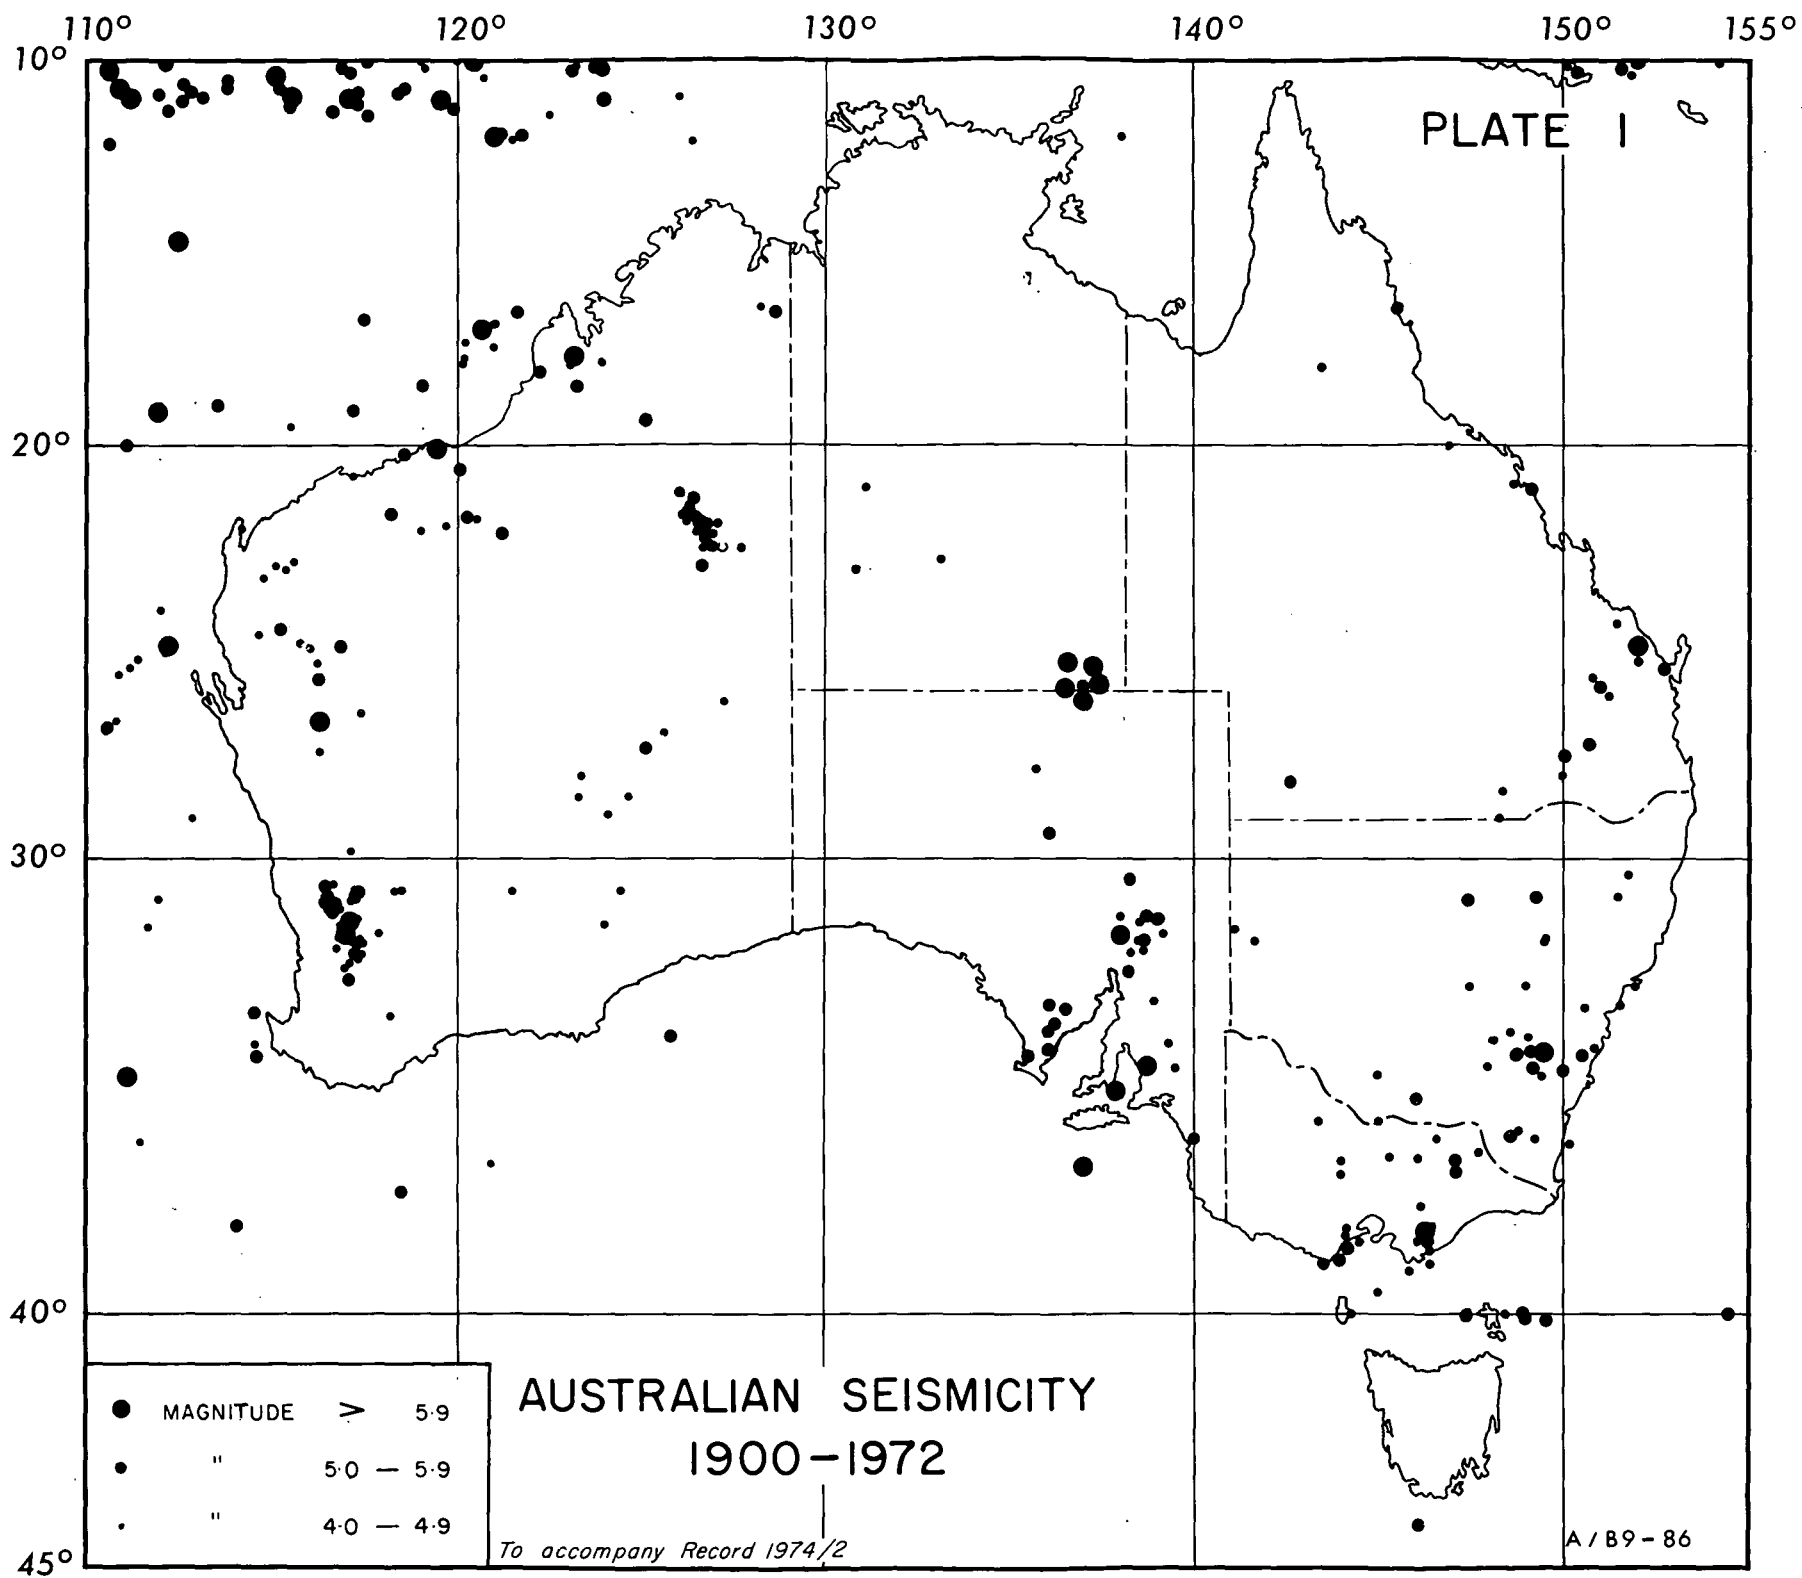 110° 120° 130° 140° 150° 155°
10°
PLATE 1
20°
30°
40°
AUSTRALIAN SEISMICITY
1900-1972
MAGNITUDE > 5·9
" 5·0 — 5·9
" 4·0 — 4·9
To accompany Record 1974/2
A/B9-86
45°